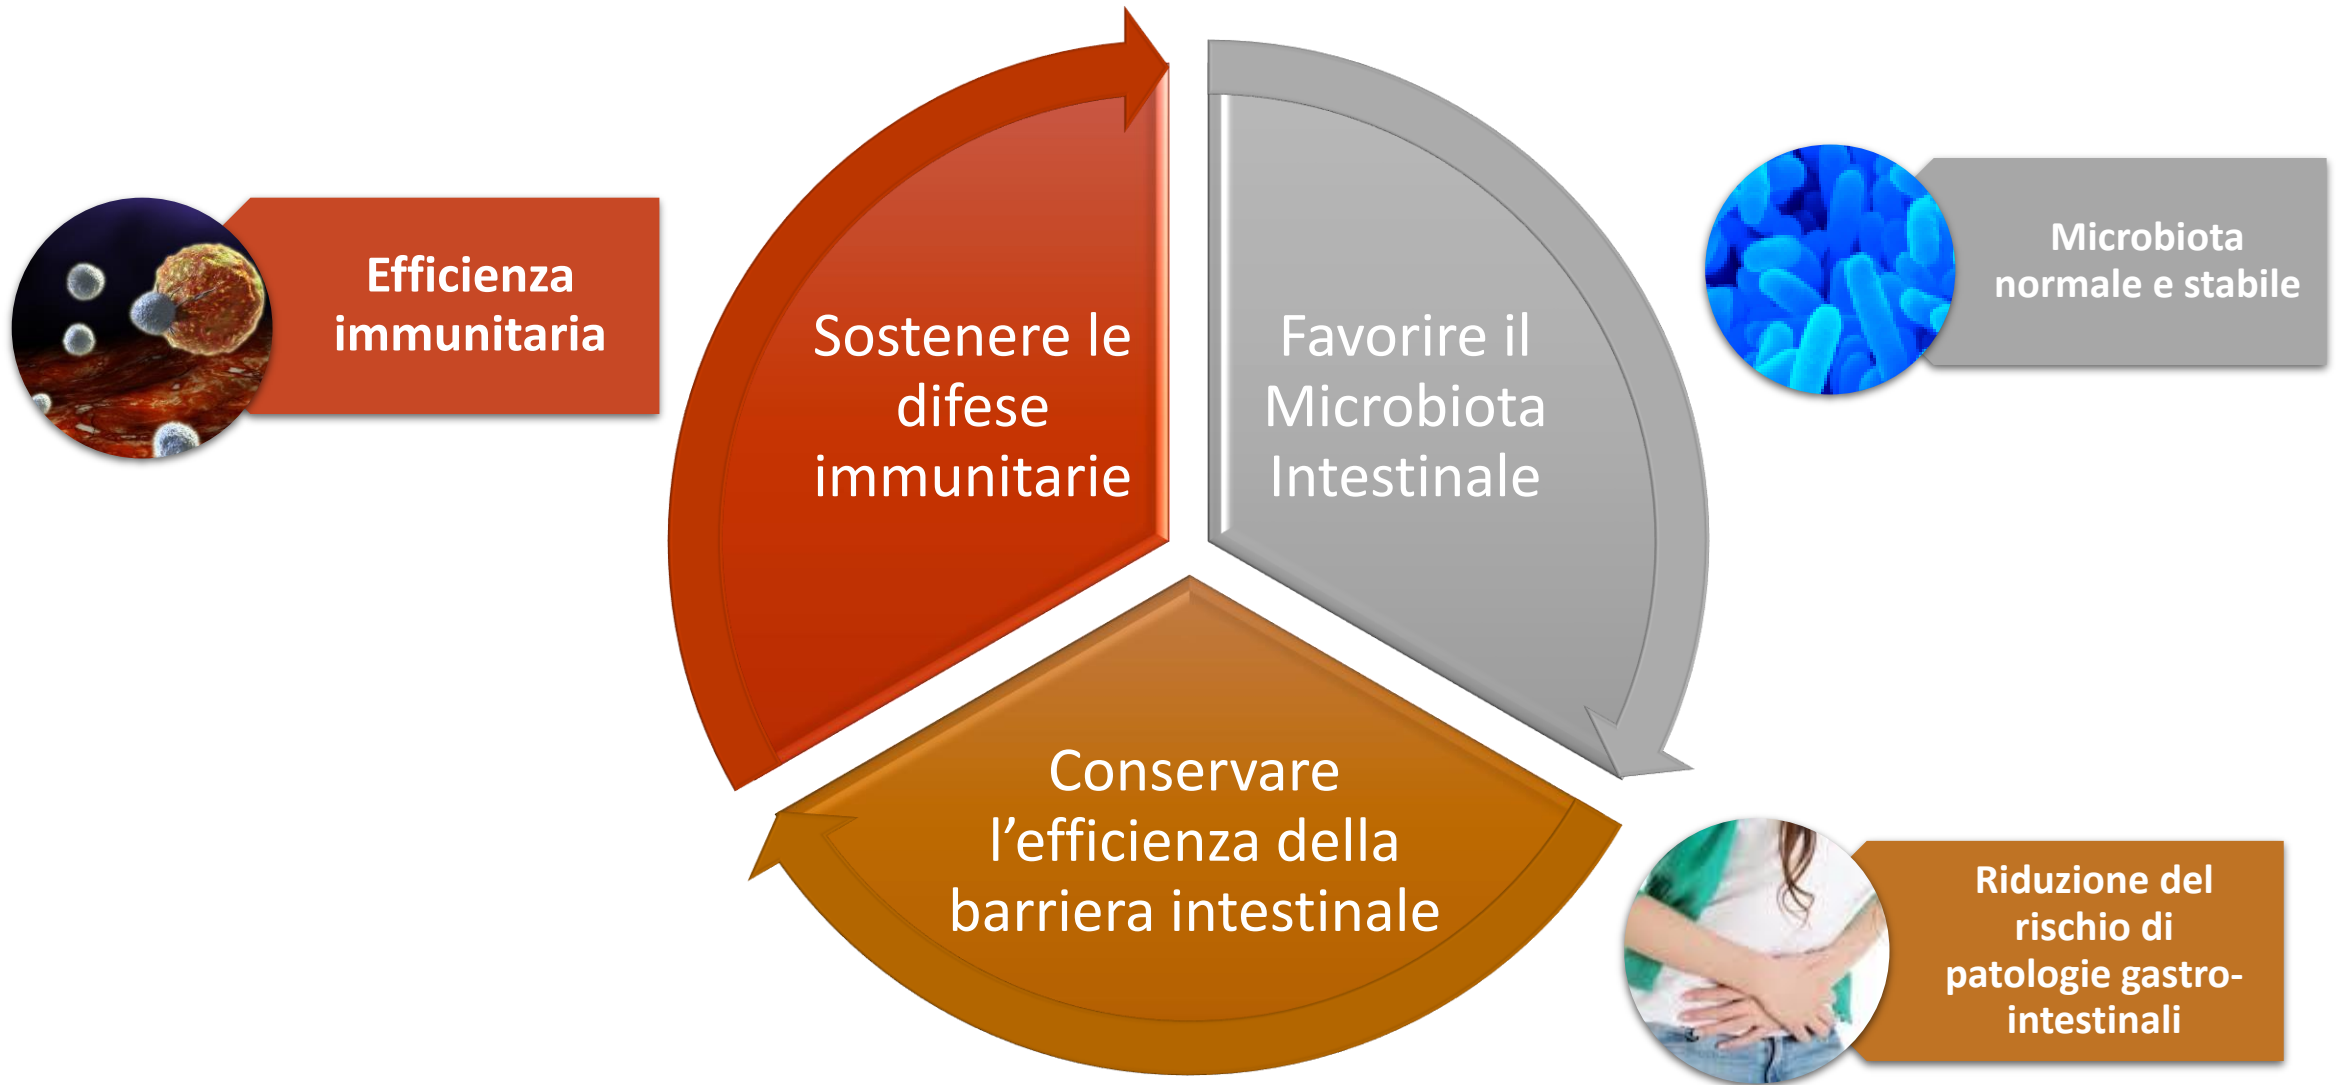 Efficienza
immunitaria
Sostenere le
difese
immunitarie
Favorire il
Microbiota
Intestinale
Microbiota
normale e stabile
Conservare
l’efficienza della
barriera intestinale
Riduzione del
rischio di
patologie gastro-
intestinali